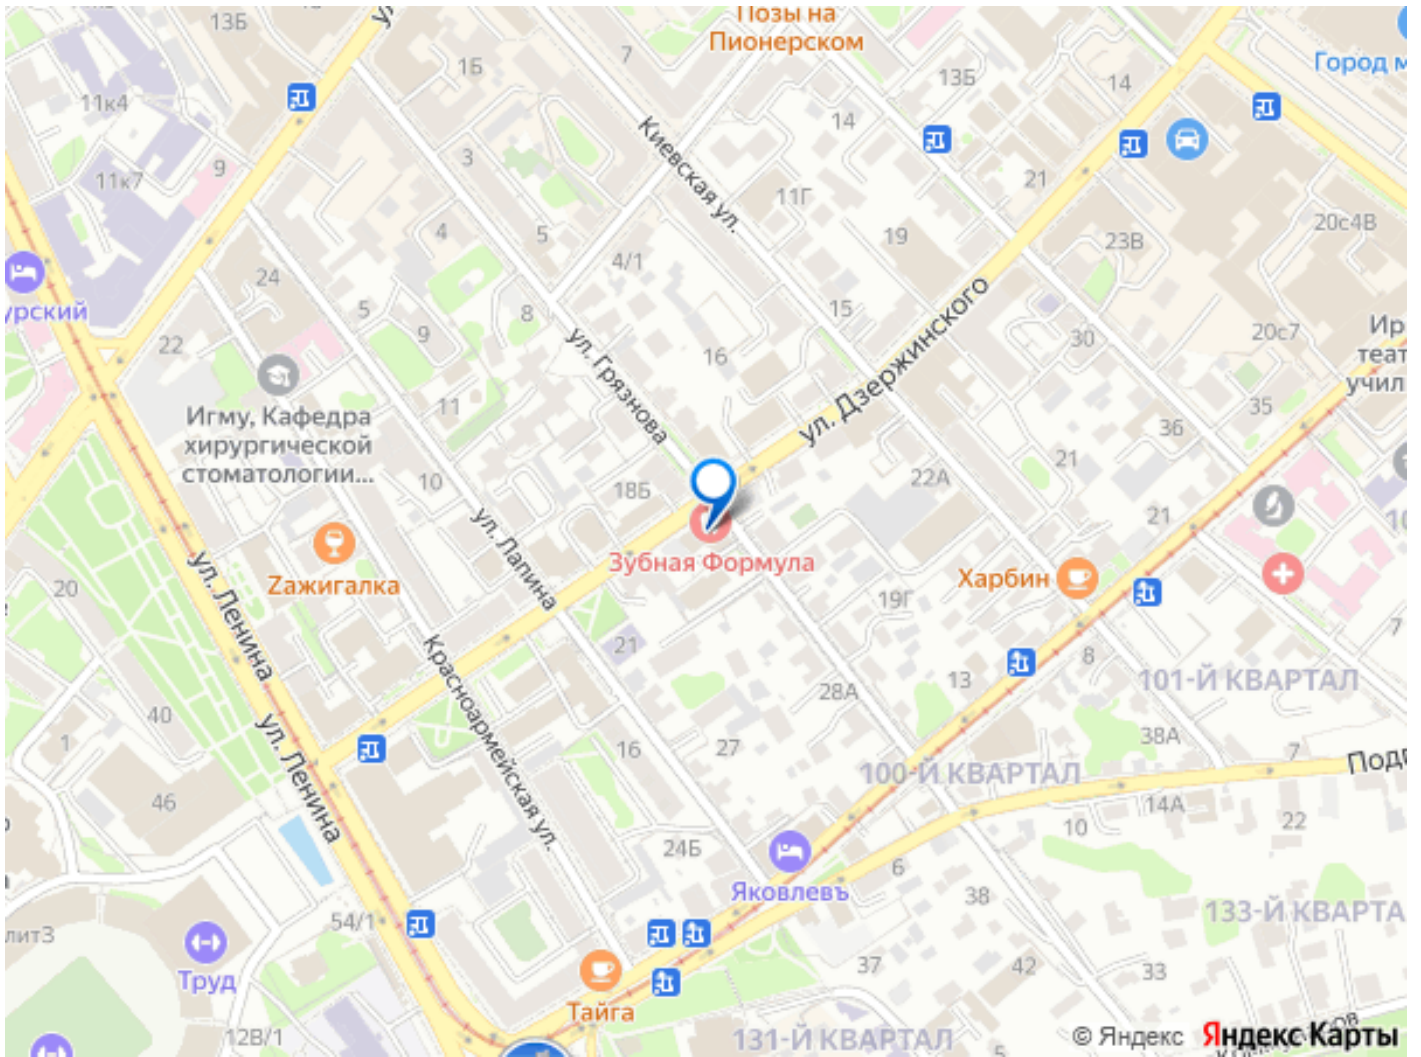 13Б
Позы на
Пионерском
7
1Б
13Б
14
Город м
11к4
14
Киевская ул.
3
9
11к7
11Г
21
4
5
19
23В
20с4В
4/1
24
5
урский
8
15
9
22
16
ул. Грязнова
ул. Дзержинского
30
20с7
Ир
теат
учил
11
35
Игму, Кафедра
хирургической
стоматологии...
36
21
10
18Б
22А
21
10
ул. Лапина
Зубная Формула
Zажигалка
Харбин
20
19Г
ул. Ленина
21
7
8
Красноармейская ул.
13
101-Й КВАРТАЛ
28А
40
1
16
27
38А
7
ул. Ленина
100-Й КВАРТАЛ
Подг
46
14А
10
22
24Б
6
Яковлевъ
38
133-Й КВАРТА
лит3
54/1
Труд
37
42
33
Тайга
12В/1
131-Й КВАРТАЛ
5
© Яндекс
Яндекс Карты